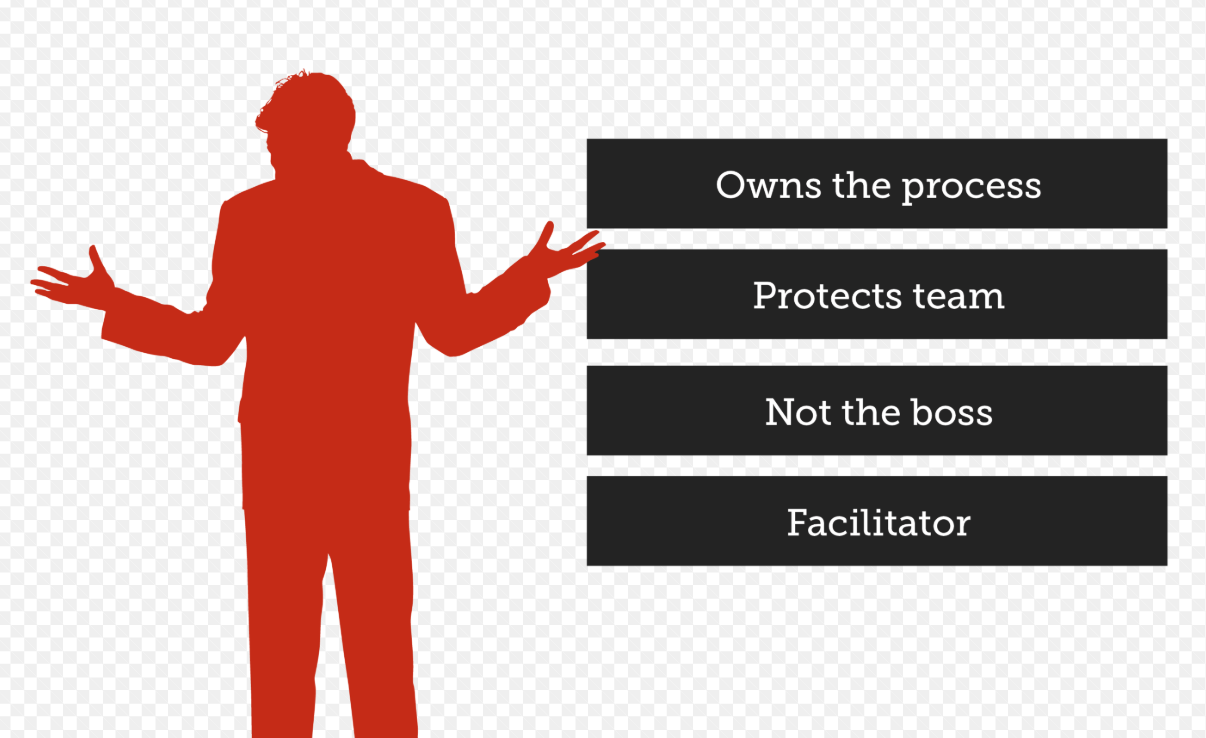 Owns the process
Protects team
Not the boss
Facilitator